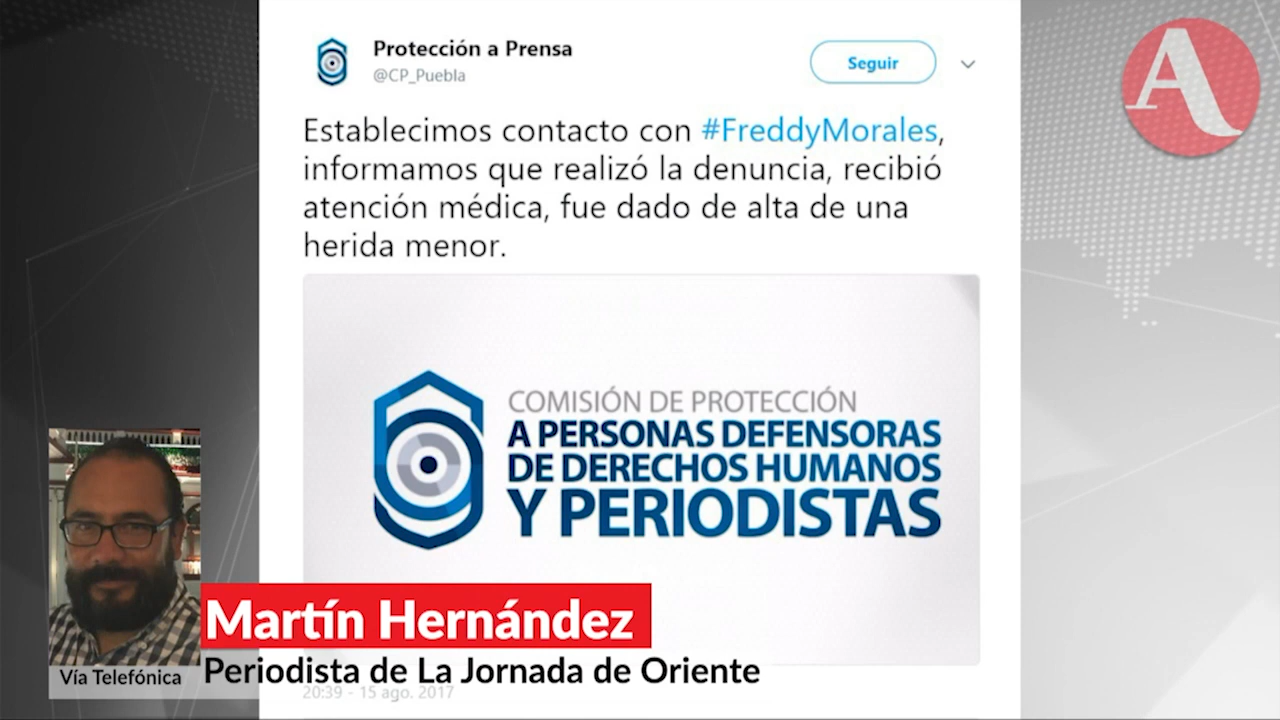 Protección a Prensa
@CP_Puebla
Seguir
A
Establecimos contacto con #FreddyMorales,
informamos que realizó la denuncia, recibió
atención médica, fue dado de alta de una
herida menor.
COMISIÓN DE PROTECCIÓN
A PERSONAS DEFENSORAS
DE DERECHOS HUMANOS
Y PERIODISTAS
Martín Hernández
Vía Telefónica
Periodista de La Jornada de Oriente
20:39 - 15 ago. 2017